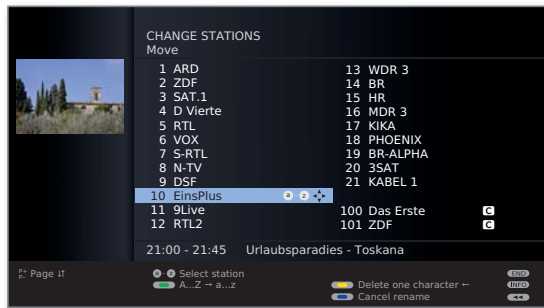 CHANGE STATIONS
Move
1 ARD
2 ZDF
3 SAT.1
4 D Vierte
5 RTL
6 VOX
7 S-RTL
8 N-TV
9 DSF
10 EinsPlus a z
11 9Live
12 RTL2
13 WDR 3
14 BR
15 HR
16 MDR 3
17 KIKA
18 PHOENIX
19 BR-ALPHA
20 3SAT
21 KABEL 1
100 Das Erste C
101 ZDF C
21:00 - 21:45 Urlaubsparadies - Toskana
P+ P- Page ↓↑
Select station
A...Z → a...z
Delete one character ←
Cancel rename
END
INFO
◄◄